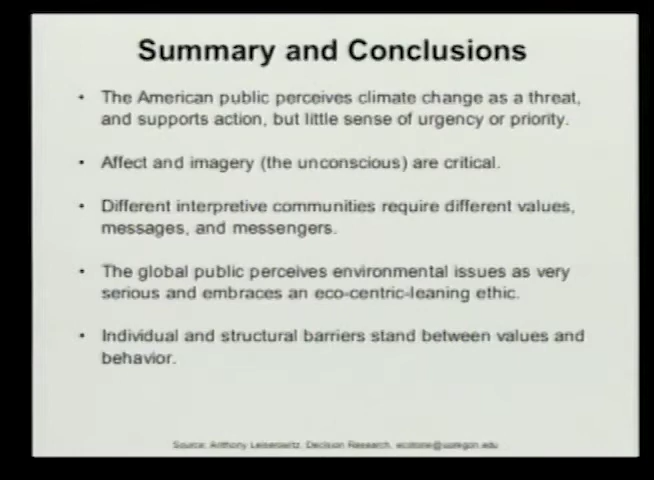 Summary and Conclusions
• The American public perceives climate change as a threat,
and supports action, but little sense of urgency or priority.
• Affect and imagery (the unconscious) are critical.
• Different interpretive communities require different values,
messages, and messengers.
• The global public perceives environmental issues as very
serious and embraces an eco-centric-leaning ethic.
• Individual and structural barriers stand between values and
behavior.
Source: Anthony Leiserowitz, Decision Research,